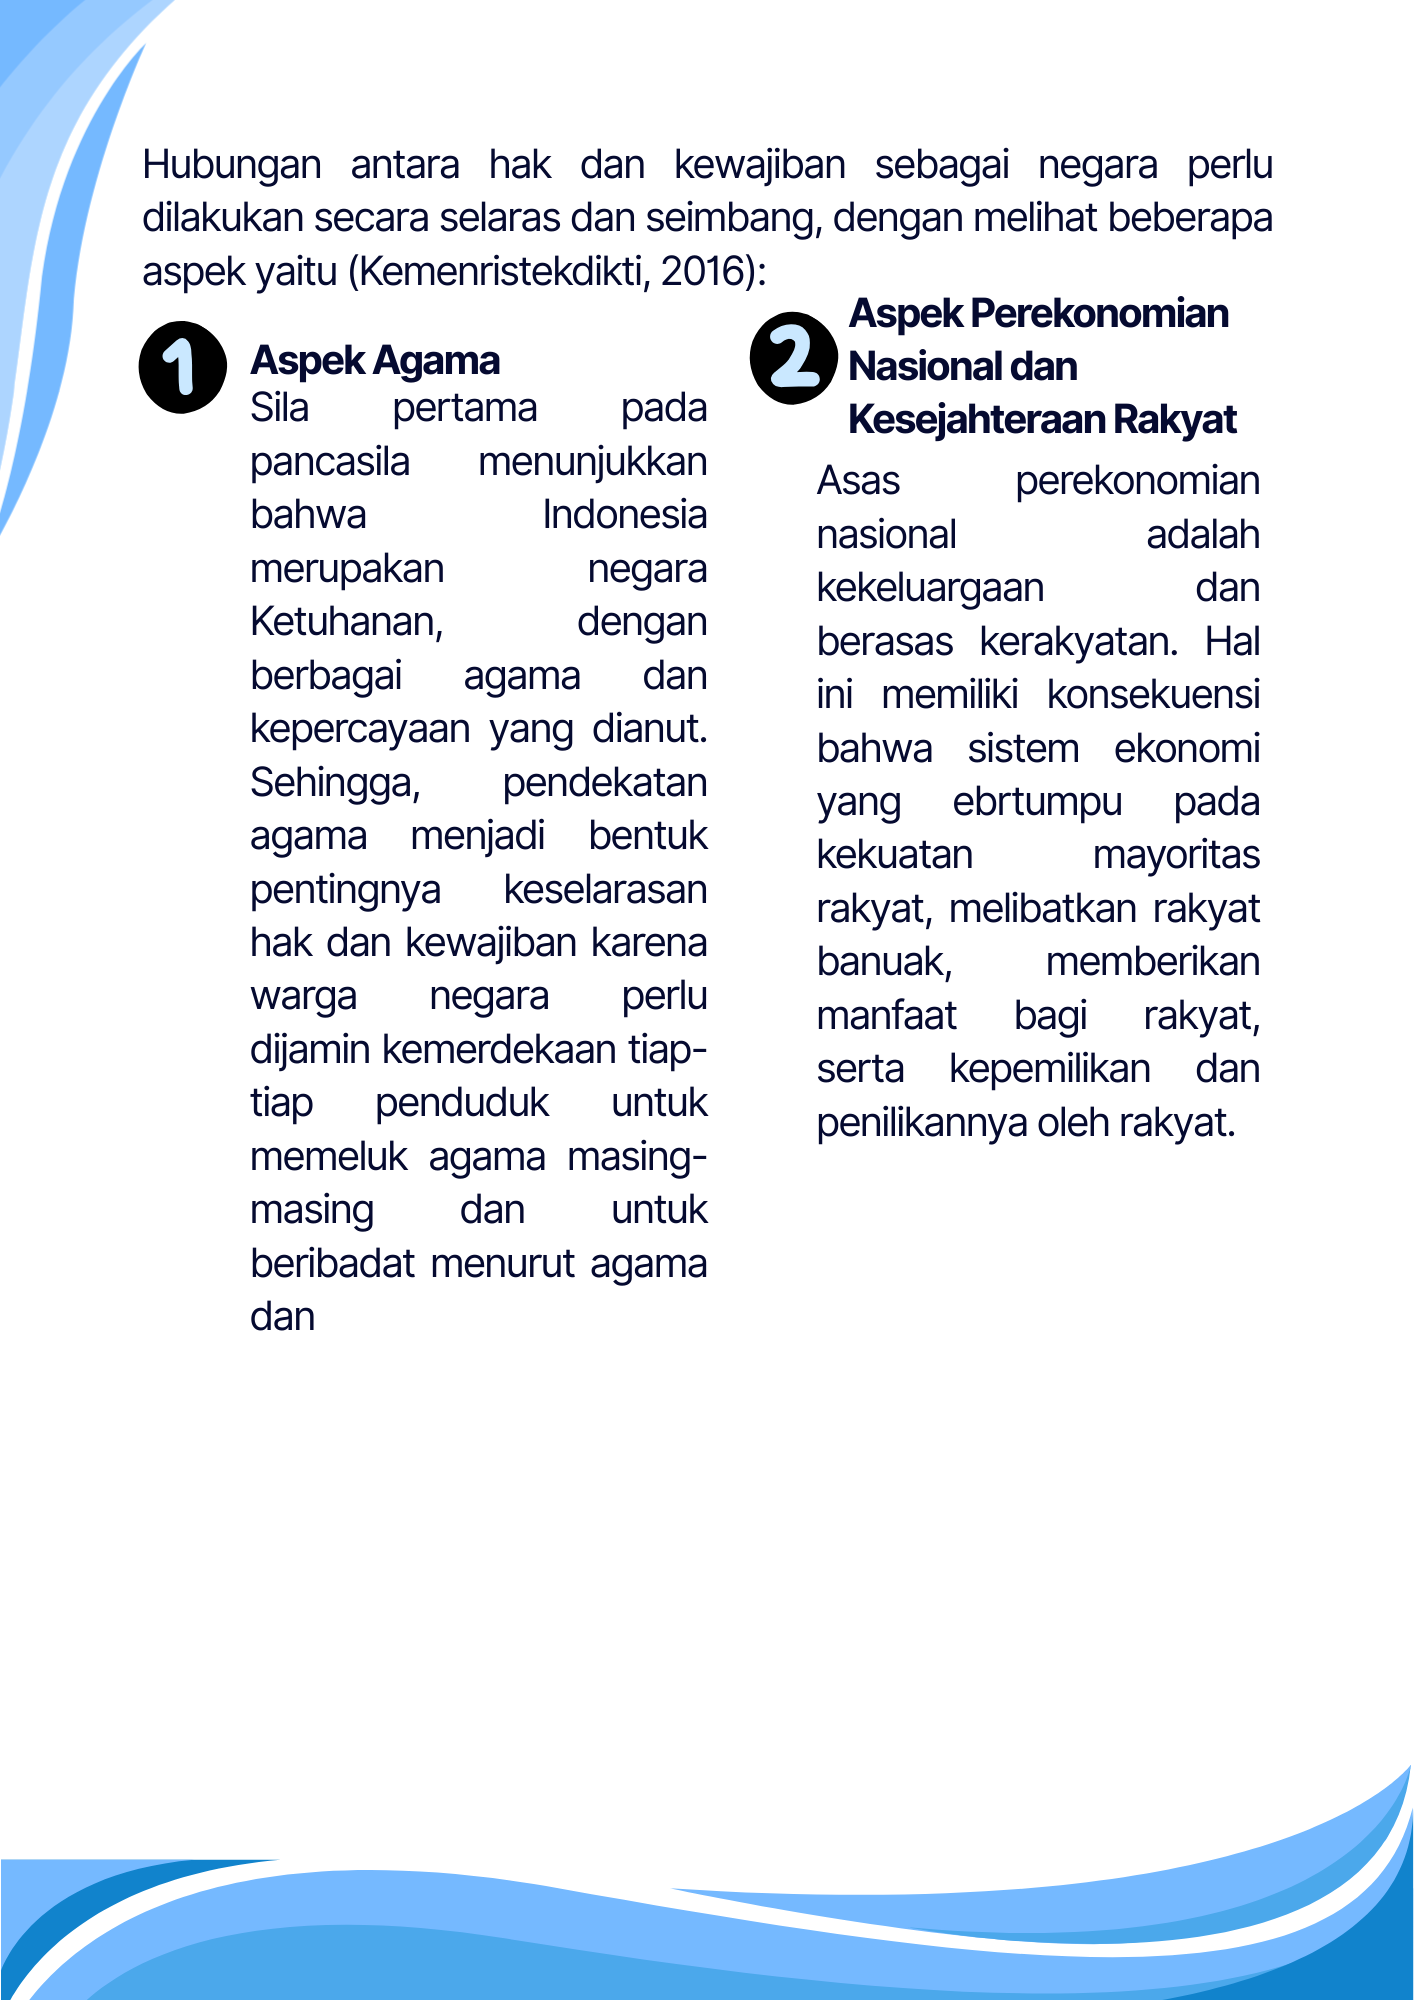 Hubungan antara hak dan kewajiban sebagai negara perlu
dilakukan secara selaras dan seimbang, dengan melihat beberapa
aspek yaitu (Kemenristekdikti, 2016):
1
Aspek Agama
Sila pertama pada
pancasila menunjukkan
bahwa Indonesia
merupakan negara
Ketuhanan, dengan
berbagai agama dan
kepercayaan yang dianut.
Sehingga, pendekatan
agama menjadi bentuk
pentingnya keselarasan
hak dan kewajiban karena
warga negara perlu
dijamin kemerdekaan tiap-
tiap penduduk untuk
memeluk agama masing-
masing dan untuk
beribadat menurut agama
dan
2
Aspek Perekonomian
Nasional dan
Kesejahteraan Rakyat
Asas perekonomian
nasional adalah
kekeluargaan dan
berasas kerakyatan. Hal
ini memiliki konsekuensi
bahwa sistem ekonomi
yang ebrtumpu pada
kekuatan mayoritas
rakyat, melibatkan rakyat
banuak, memberikan
manfaat bagi rakyat,
serta kepemilikan dan
penilikannya oleh rakyat.